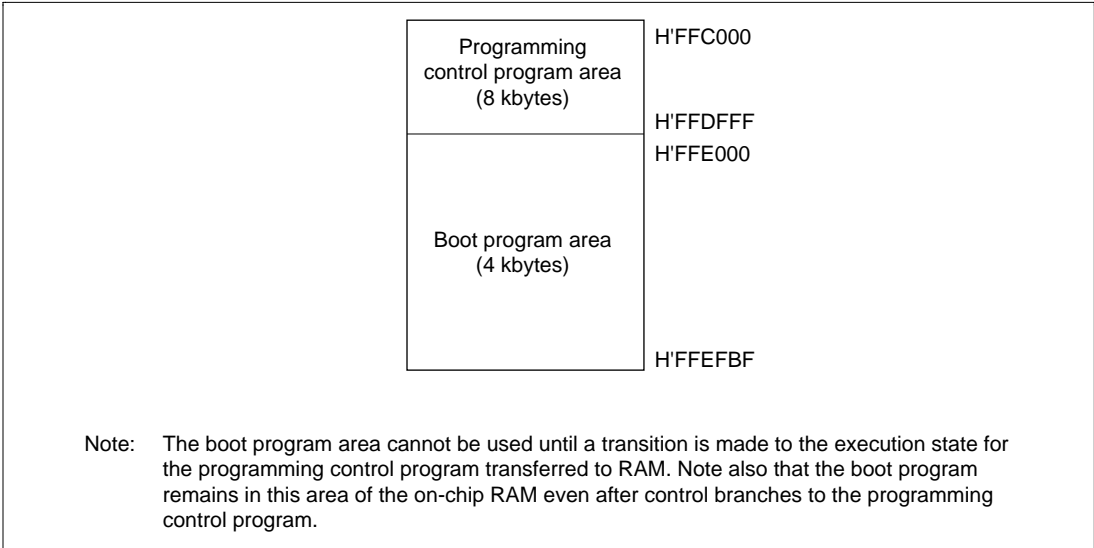 Programming
control program area
(8 kbytes)
H'FFC000
H'FFDFFF
H'FFE000
Boot program area
(4 kbytes)
H'FFEFBF
Note: The boot program area cannot be used until a transition is made to the execution state for
the programming control program transferred to RAM. Note also that the boot program
remains in this area of the on-chip RAM even after control branches to the programming
control program.